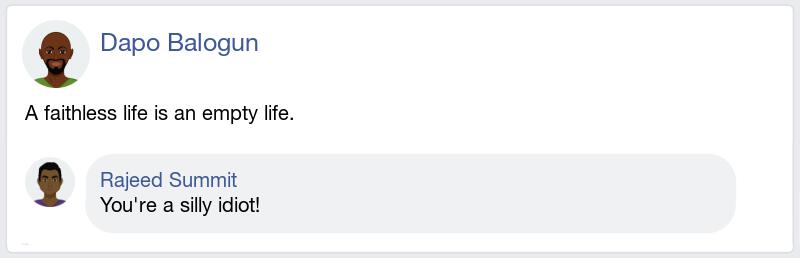 Dapo Balogun
A faithless life is an empty life.
Rajeed Summit
You're a silly idiot!